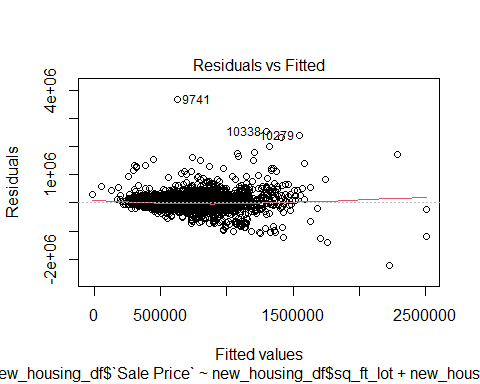 Residuals vs Fitted
Residuals
4e+06
1e+06
-2e+06
9741
10338
10279
0 500000 1500000 2500000
Fitted values
ew_housing_df$`Sale Price` ~ new_housing_df$sq_ft_lot + new_hous